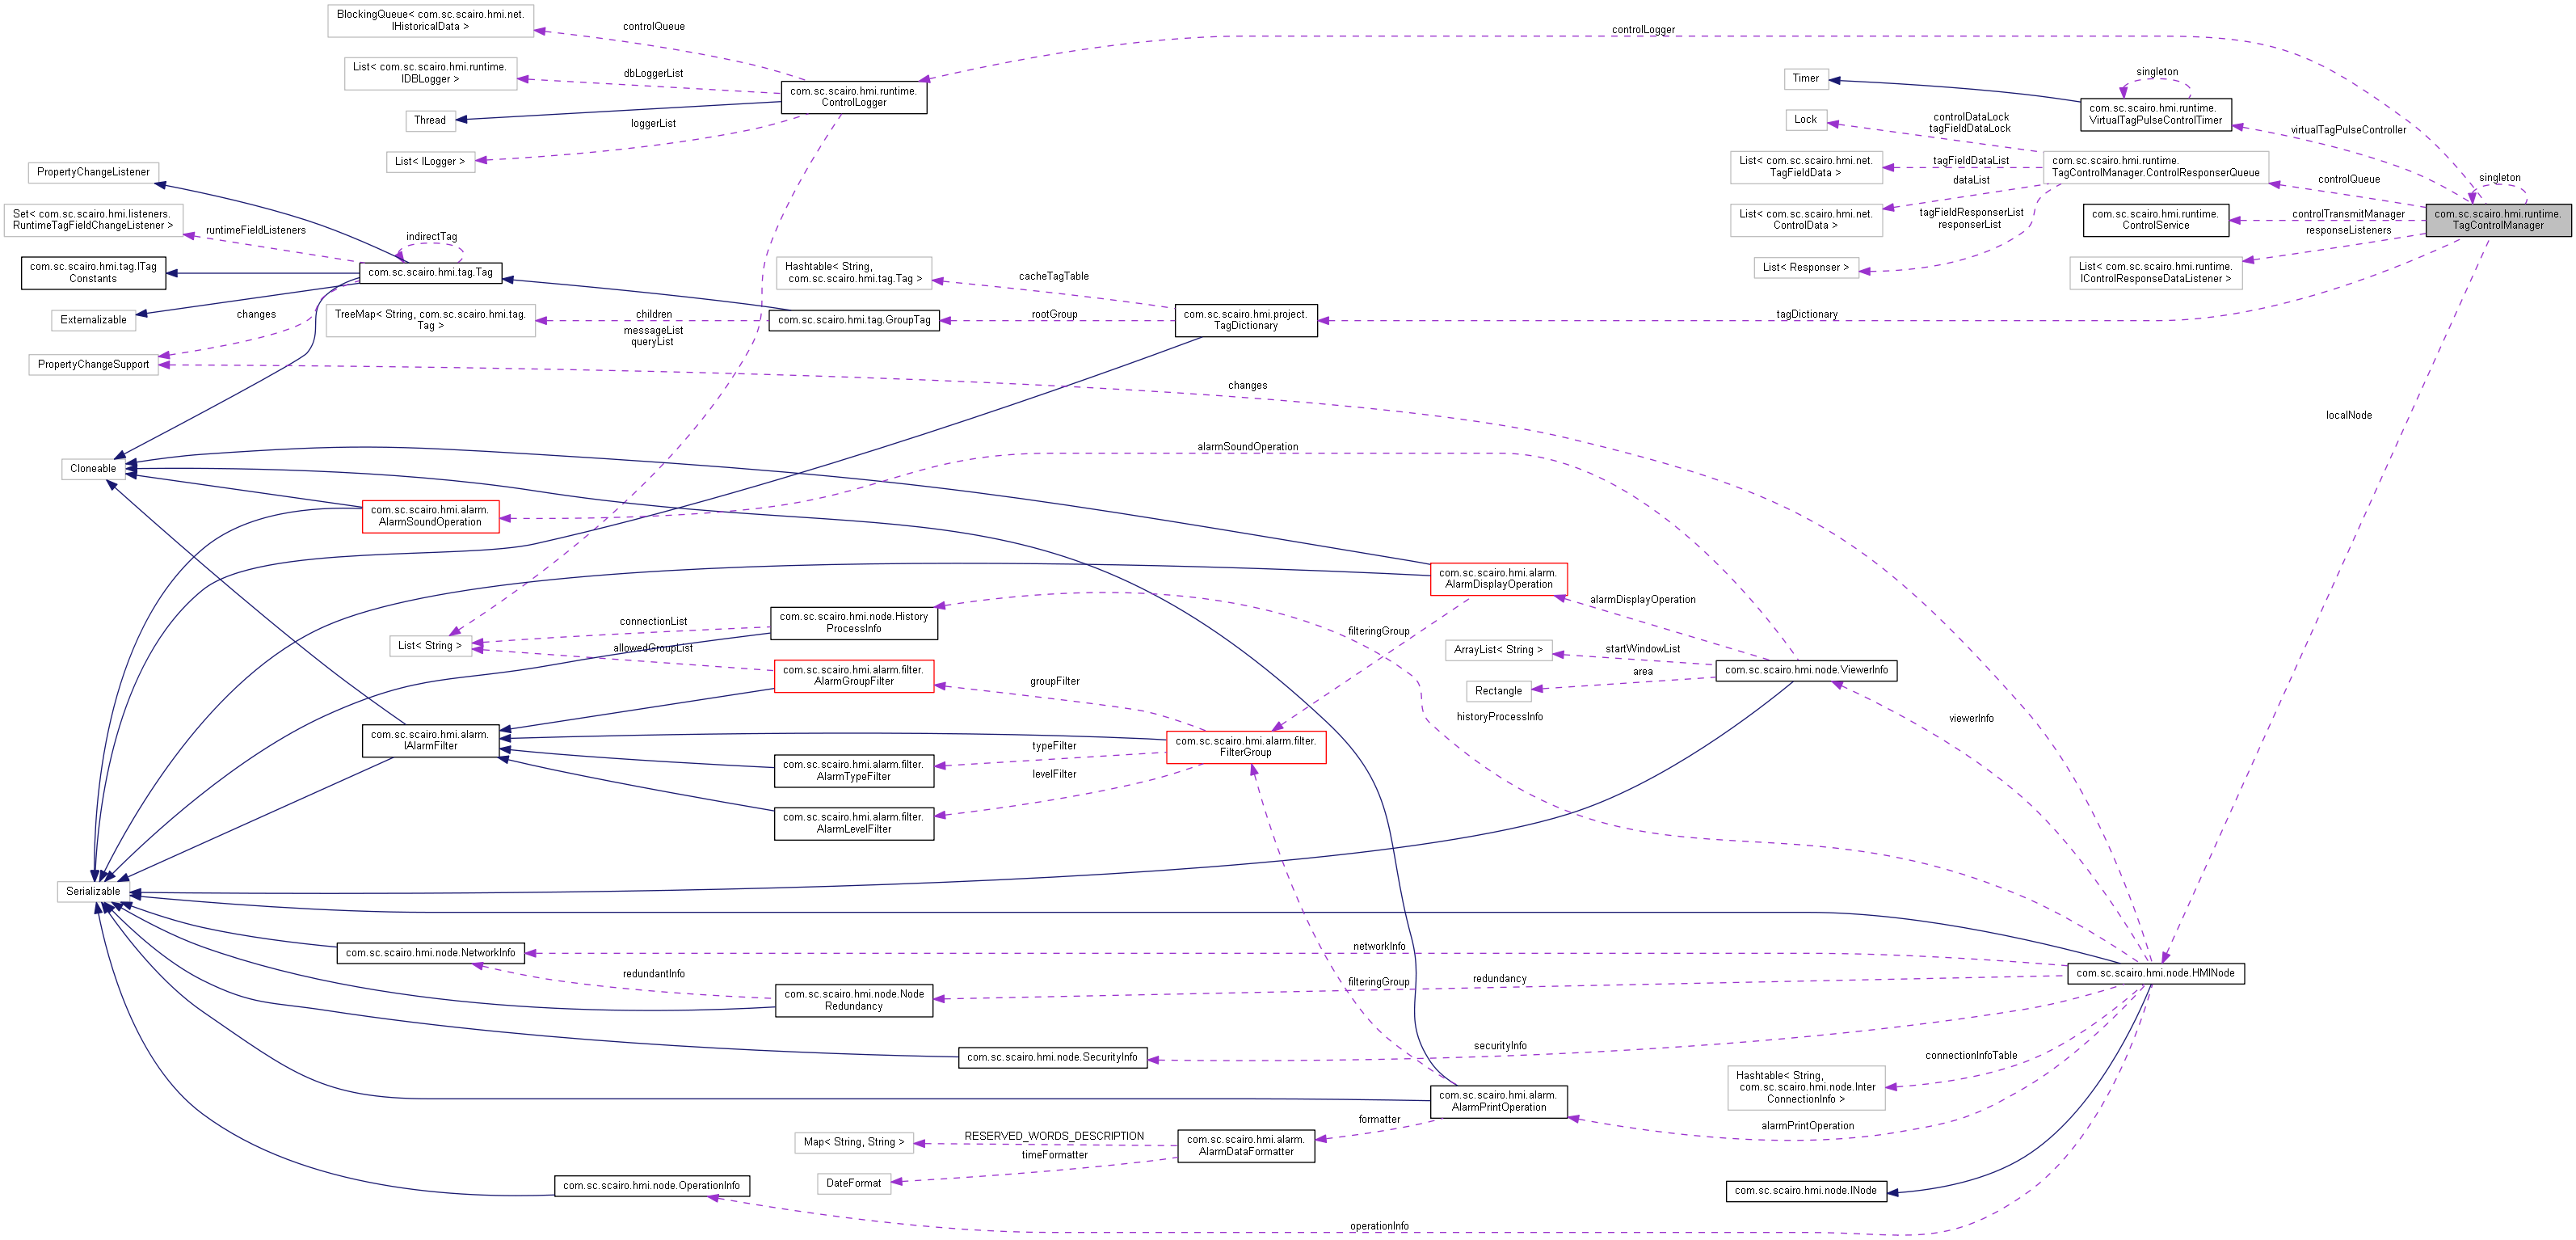 BlockingQueue< com.sc.scairo.hmi.net.
IHistoricalData >
controlQueue
controlLogger
List< com.sc.scairo.hmi.runtime.
IDBLogger >
dbLoggerList
com.sc.scairo.hmi.runtime.
ControlLogger
Thread
loggerList
List< ILogger >
Timer
singleton
com.sc.scairo.hmi.runtime.
VirtualTagPulseControlTimer
virtualTagPulseController
Lock
controlDataLock
tagFieldDataLock
List< com.sc.scairo.hmi.net.
TagFieldData >
tagFieldDataList
com.sc.scairo.hmi.runtime.
TagControlManager.ControlResponserQueue
controlQueue
singleton
dataList
List< com.sc.scairo.hmi.net.
ControlData >
tagFieldResponserList
responserList
com.sc.scairo.hmi.runtime.
ControlService
controlTransmitManager
responseListeners
com.sc.scairo.hmi.runtime.
TagControlManager
List< Responser >
List< com.sc.scairo.hmi.runtime.
IControlResponseDataListener >
PropertyChangeListener
Set< com.sc.scairo.hmi.listeners.
RuntimeTagFieldChangeListener >
runtimeFieldListeners
indirectTag
com.sc.scairo.hmi.tag.ITag
Constants
com.sc.scairo.hmi.tag.Tag
Hashtable< String,
com.sc.scairo.hmi.tag.Tag >
cacheTagTable
Externalizable
changes
TreeMap< String, com.sc.scairo.hmi.tag.
Tag >
children
messageList
queryList
com.sc.scairo.hmi.tag.GroupTag
rootGroup
com.sc.scairo.hmi.project.
TagDictionary
tagDictionary
PropertyChangeSupport
changes
localNode
Cloneable
alarmSoundOperation
com.sc.scairo.hmi.alarm.
AlarmSoundOperation
com.sc.scairo.hmi.alarm.
AlarmDisplayOperation
alarmDisplayOperation
com.sc.scairo.hmi.node.History
ProcessInfo
connectionList
List< String >
allowedGroupList
filteringGroup
ArrayList< String >
startWindowList
com.sc.scairo.hmi.node.ViewerInfo
area
Rectangle
com.sc.scairo.hmi.alarm.filter.
AlarmGroupFilter
groupFilter
historyProcessInfo
viewerInfo
com.sc.scairo.hmi.alarm.
IAlarmFilter
com.sc.scairo.hmi.alarm.filter.
FilterGroup
typeFilter
com.sc.scairo.hmi.alarm.filter.
AlarmTypeFilter
levelFilter
com.sc.scairo.hmi.alarm.filter.
AlarmLevelFilter
Serializable
com.sc.scairo.hmi.node.NetworkInfo
networkInfo
redundantInfo
com.sc.scairo.hmi.node.Node
Redundancy
filteringGroup
redundancy
com.sc.scairo.hmi.node.HMINode
com.sc.scairo.hmi.node.SecurityInfo
securityInfo
connectionInfoTable
Hashtable< String,
com.sc.scairo.hmi.node.Inter
ConnectionInfo >
com.sc.scairo.hmi.alarm.
AlarmPrintOperation
alarmPrintOperation
formatter
Map< String, String >
RESERVED_WORDS_DESCRIPTION
com.sc.scairo.hmi.alarm.
AlarmDataFormatter
timeFormatter
DateFormat
com.sc.scairo.hmi.node.OperationInfo
com.sc.scairo.hmi.node.INode
operationInfo